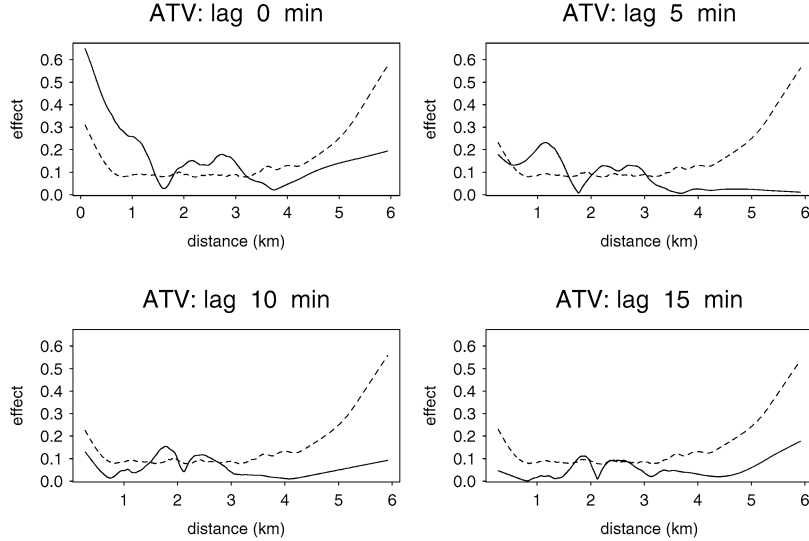 ATV: lag 0 min
effect
0.6
0.5
0.4
0.3
0.2
0.1
0.0
0 1 2 3 4 5 6
distance (km)
ATV: lag 5 min
effect
0.6
0.5
0.4
0.3
0.2
0.1
0.0
1 2 3 4 5 6
distance (km)
ATV: lag 10 min
effect
0.6
0.5
0.4
0.3
0.2
0.1
0.0
1 2 3 4 5 6
distance (km)
ATV: lag 15 min
effect
0.6
0.5
0.4
0.3
0.2
0.1
0.0
1 2 3 4 5 6
distance (km)